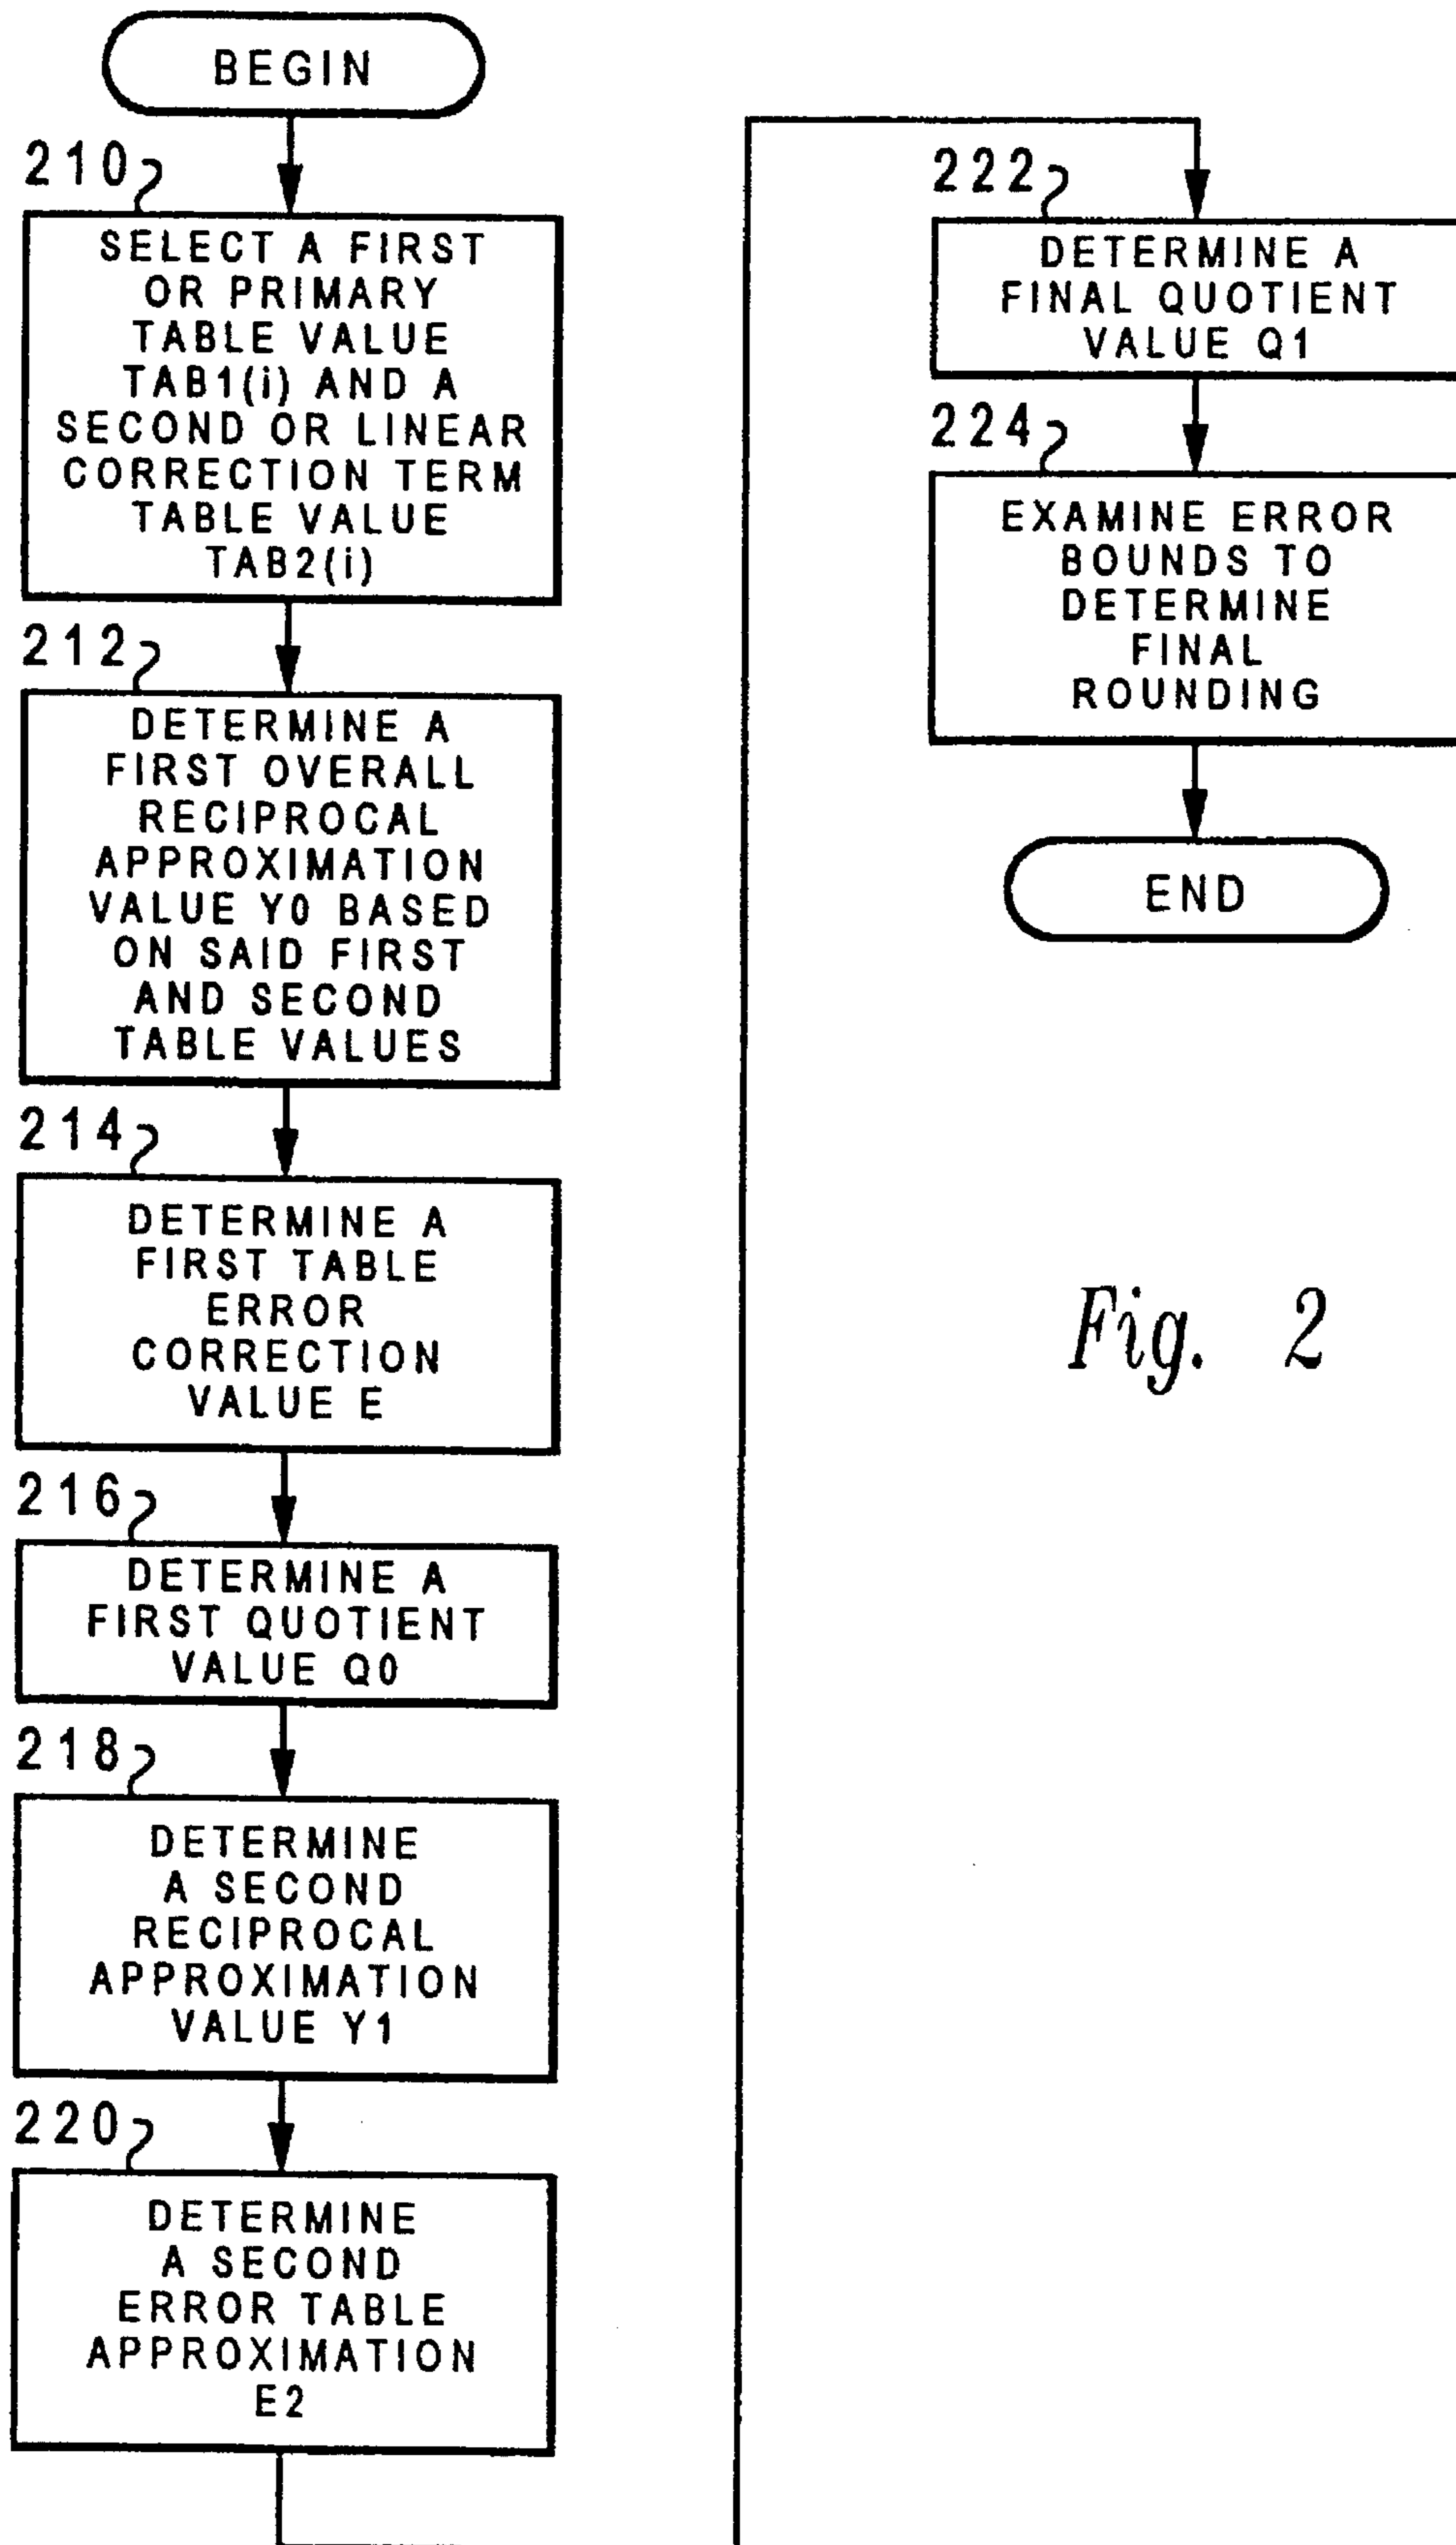 BEGIN
210
SELECT A FIRST
OR PRIMARY
TABLE VALUE
TAB1(i) AND A
SECOND OR LINEAR
CORRECTION TERM
TABLE VALUE
TAB2(i)
212
DETERMINE A
FIRST OVERALL
RECIPROCAL
APPROXIMATION
VALUE Y0 BASED
ON SAID FIRST
AND SECOND
TABLE VALUES
214
DETERMINE A
FIRST TABLE
ERROR
CORRECTION
VALUE E
216
DETERMINE A
FIRST QUOTIENT
VALUE Q0
218
DETERMINE
A SECOND
RECIPROCAL
APPROXIMATION
VALUE Y1
220
DETERMINE
A SECOND
ERROR TABLE
APPROXIMATION
E2
222
DETERMINE A
FINAL QUOTIENT
VALUE Q1
224
EXAMINE ERROR
BOUNDS TO
DETERMINE
FINAL
ROUNDING
END
Fig. 2